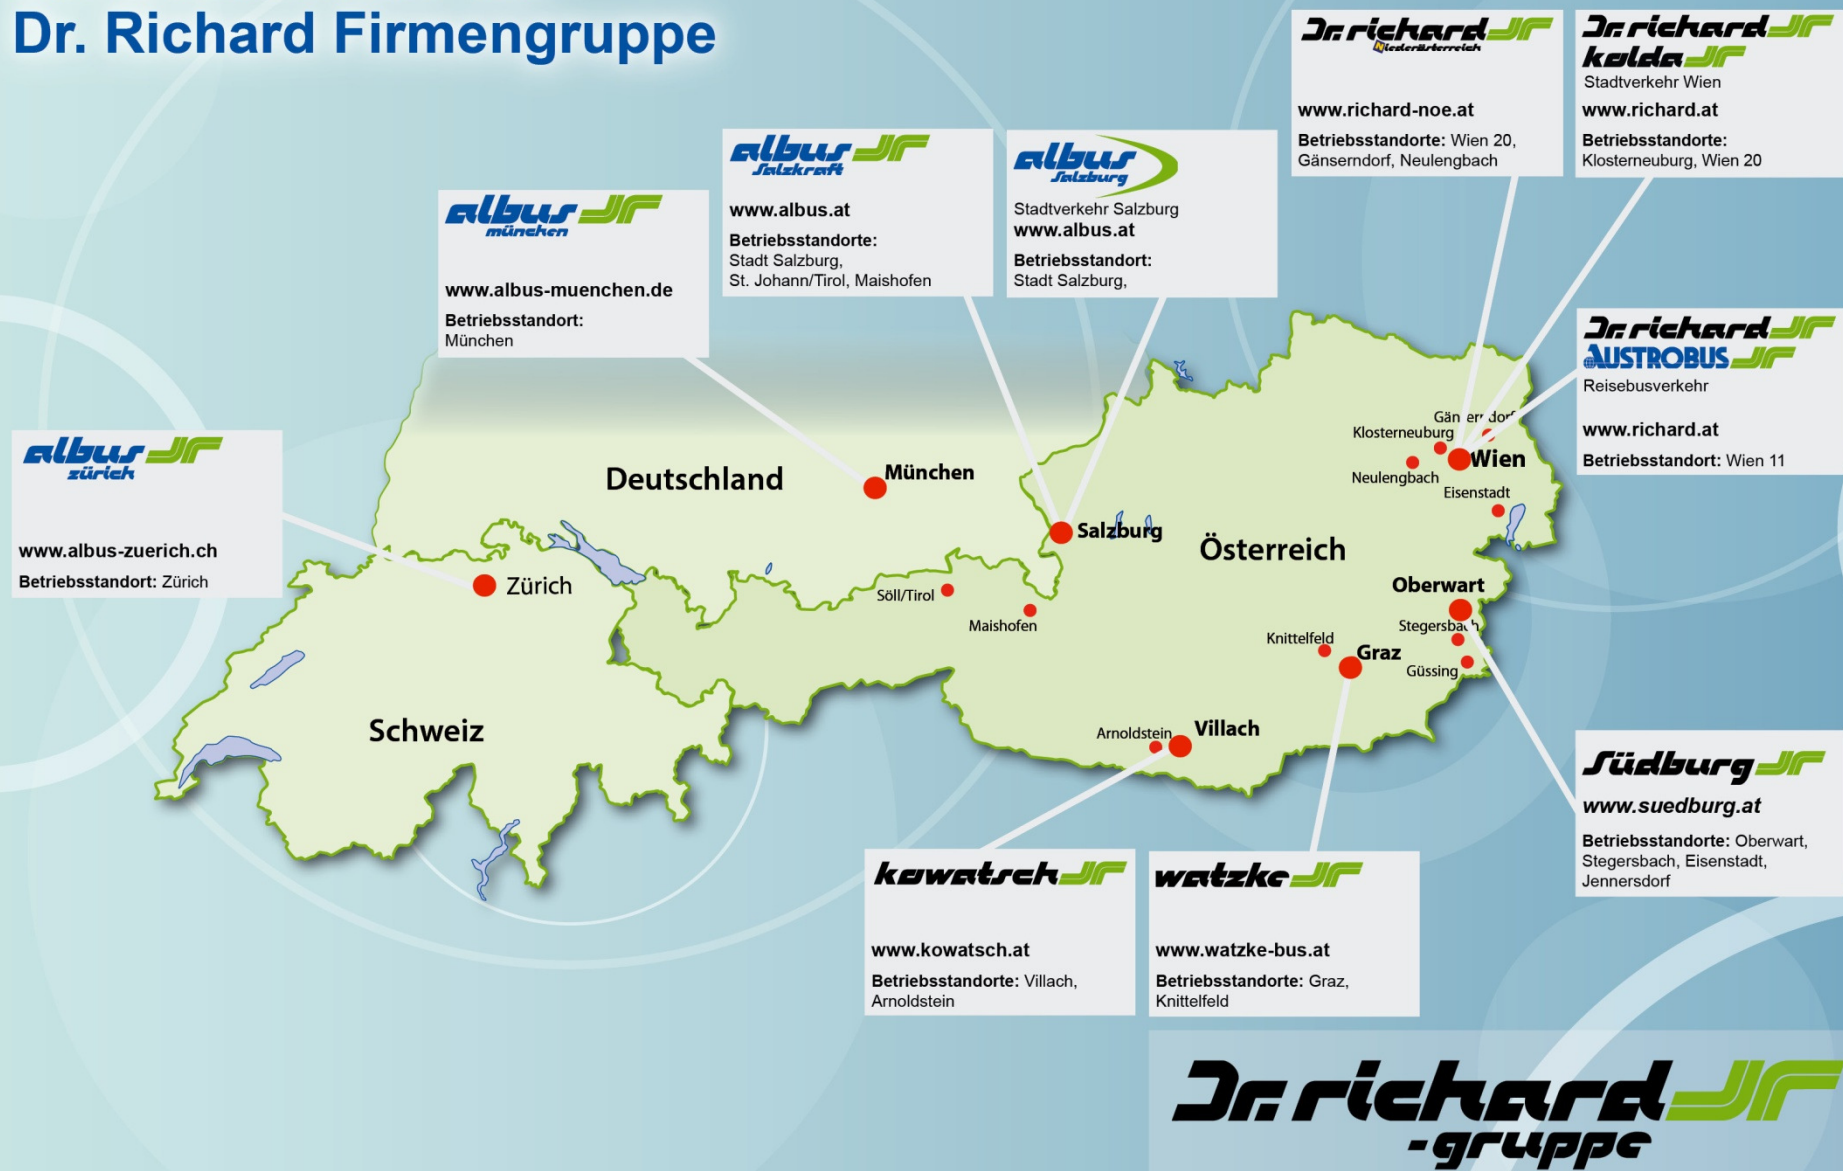 Dr. Richard Firmengruppe
Dr. richard
Niederösterreich
www.richard-noe.at
Betriebsstandorte: Wien 20,
Gänserndorf, Neulengbach
Dr. richard
kolda
Stadtverkehr Wien
www.richard.at
Betriebsstandorte:
Klosterneuburg, Wien 20
albus
Salzkraft
www.albus.at
Betriebsstandorte:
Stadt Salzburg,
St. Johann/Tirol, Maishofen
albus
Salzburg
Stadtverkehr Salzburg
www.albus.at
Betriebsstandort:
Stadt Salzburg,
albus
münchen
www.albus-muenchen.de
Betriebsstandort:
München
Dr. richard
AUSTROBUS
Reisebusverkehr
www.richard.at
Betriebsstandort: Wien 11
albus
zürich
www.albus-zuerich.ch
Betriebsstandort: Zürich
Deutschland
München
Gänserndorf
Klosterneuburg
Wien
Neulengbach
Eisenstadt
Salzburg
Österreich
Zürich
Söll/Tirol
Maishofen
Oberwart
Stegersbach
Knittelfeld
Graz
Güssing
Schweiz
Arnoldstein
Villach
Südburg
www.suedburg.at
Betriebsstandorte: Oberwart,
Stegersbach, Eisenstadt,
Jennersdorf
kowatsch
www.kowatsch.at
Betriebsstandorte: Villach,
Arnoldstein
watzke
www.watzke-bus.at
Betriebsstandorte: Graz,
Knittelfeld
Dr. richard
-gruppe